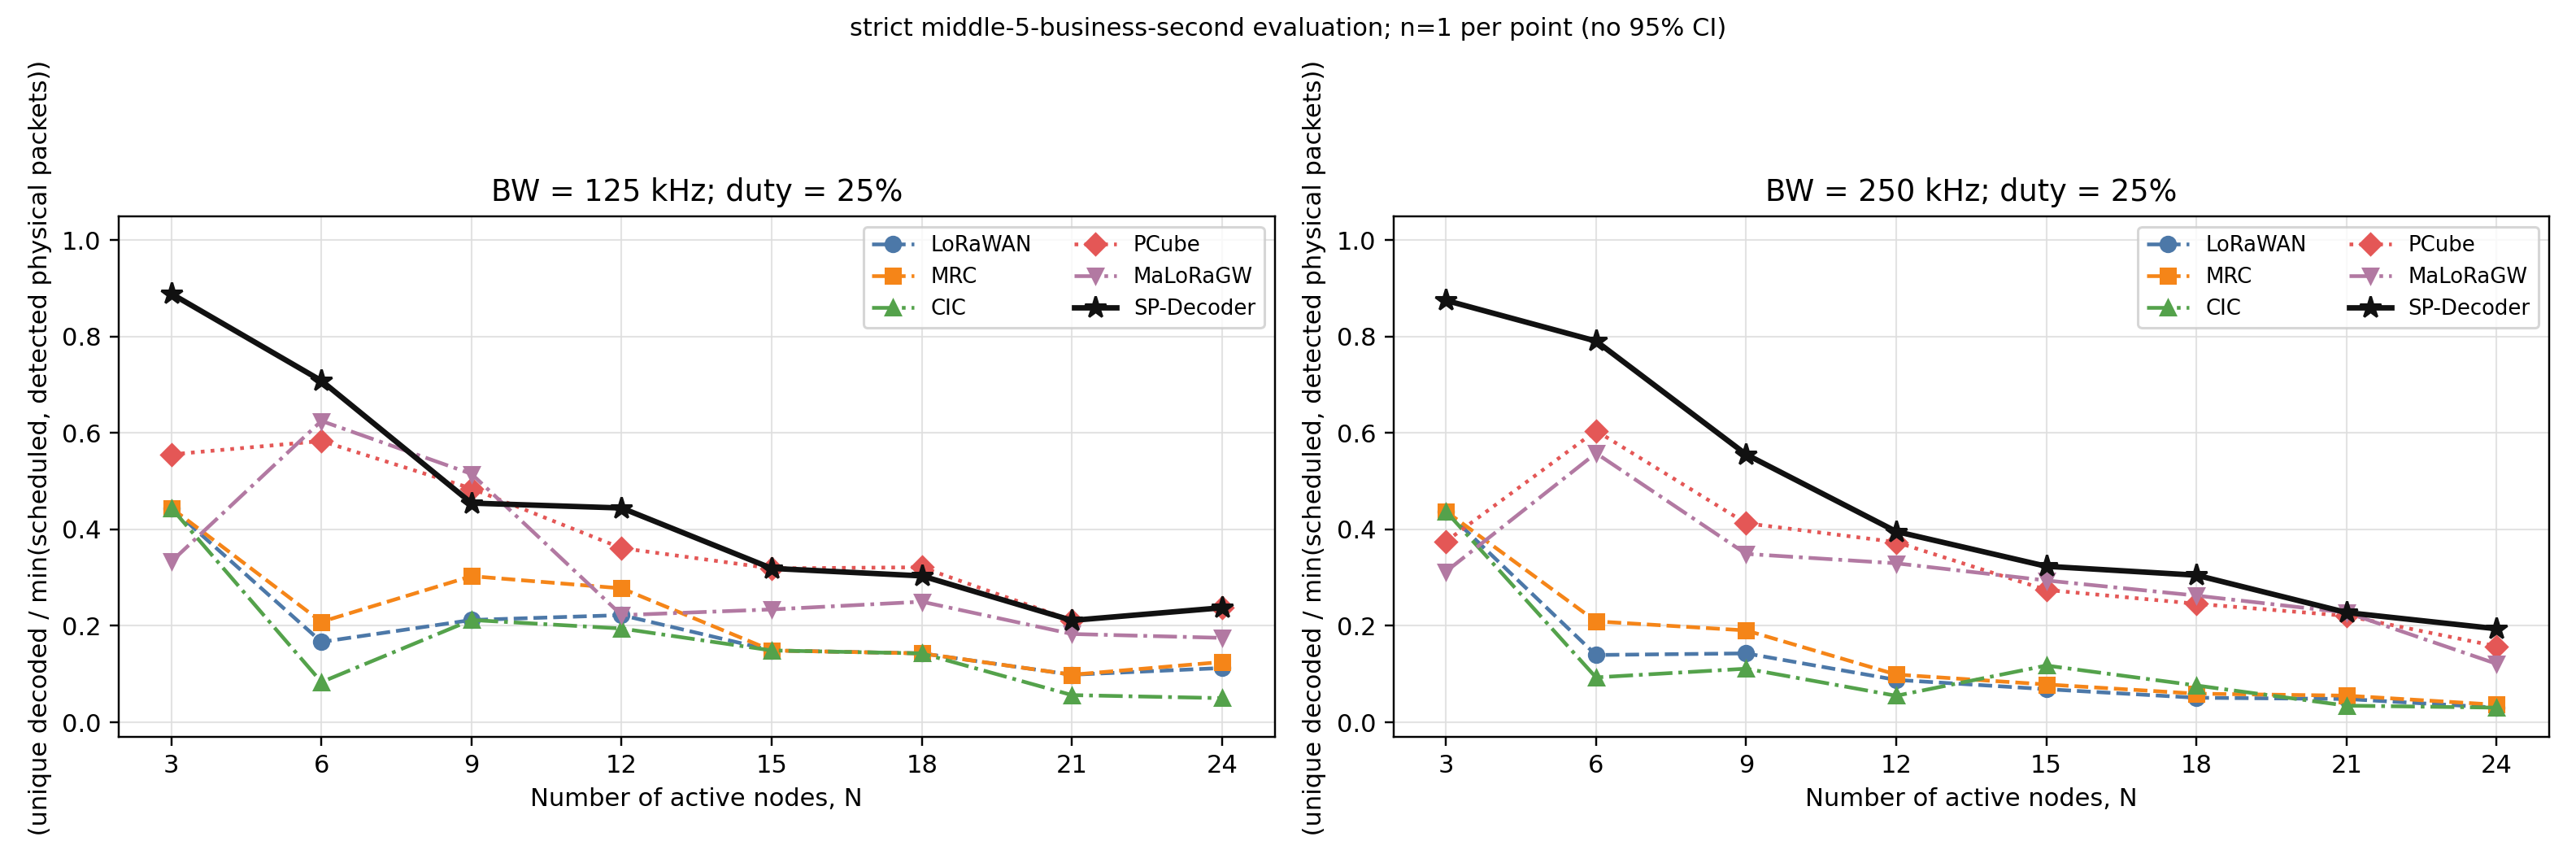 strict middle-5-business-second evaluation; n=1 per point (no 95% CI)
BW = 125 kHz; duty = 25%
(unique decoded / min(scheduled, detected physical packets))
1.0
0.8
0.6
0.4
0.2
0.0
LoRaWAN
MRC
CIC
PCube
MaLoRaGW
SP-Decoder
3 6 9 12 15 18 21 24
Number of active nodes, N
BW = 250 kHz; duty = 25%
(unique decoded / min(scheduled, detected physical packets))
1.0
0.8
0.6
0.4
0.2
0.0
LoRaWAN
MRC
CIC
PCube
MaLoRaGW
SP-Decoder
3 6 9 12 15 18 21 24
Number of active nodes, N